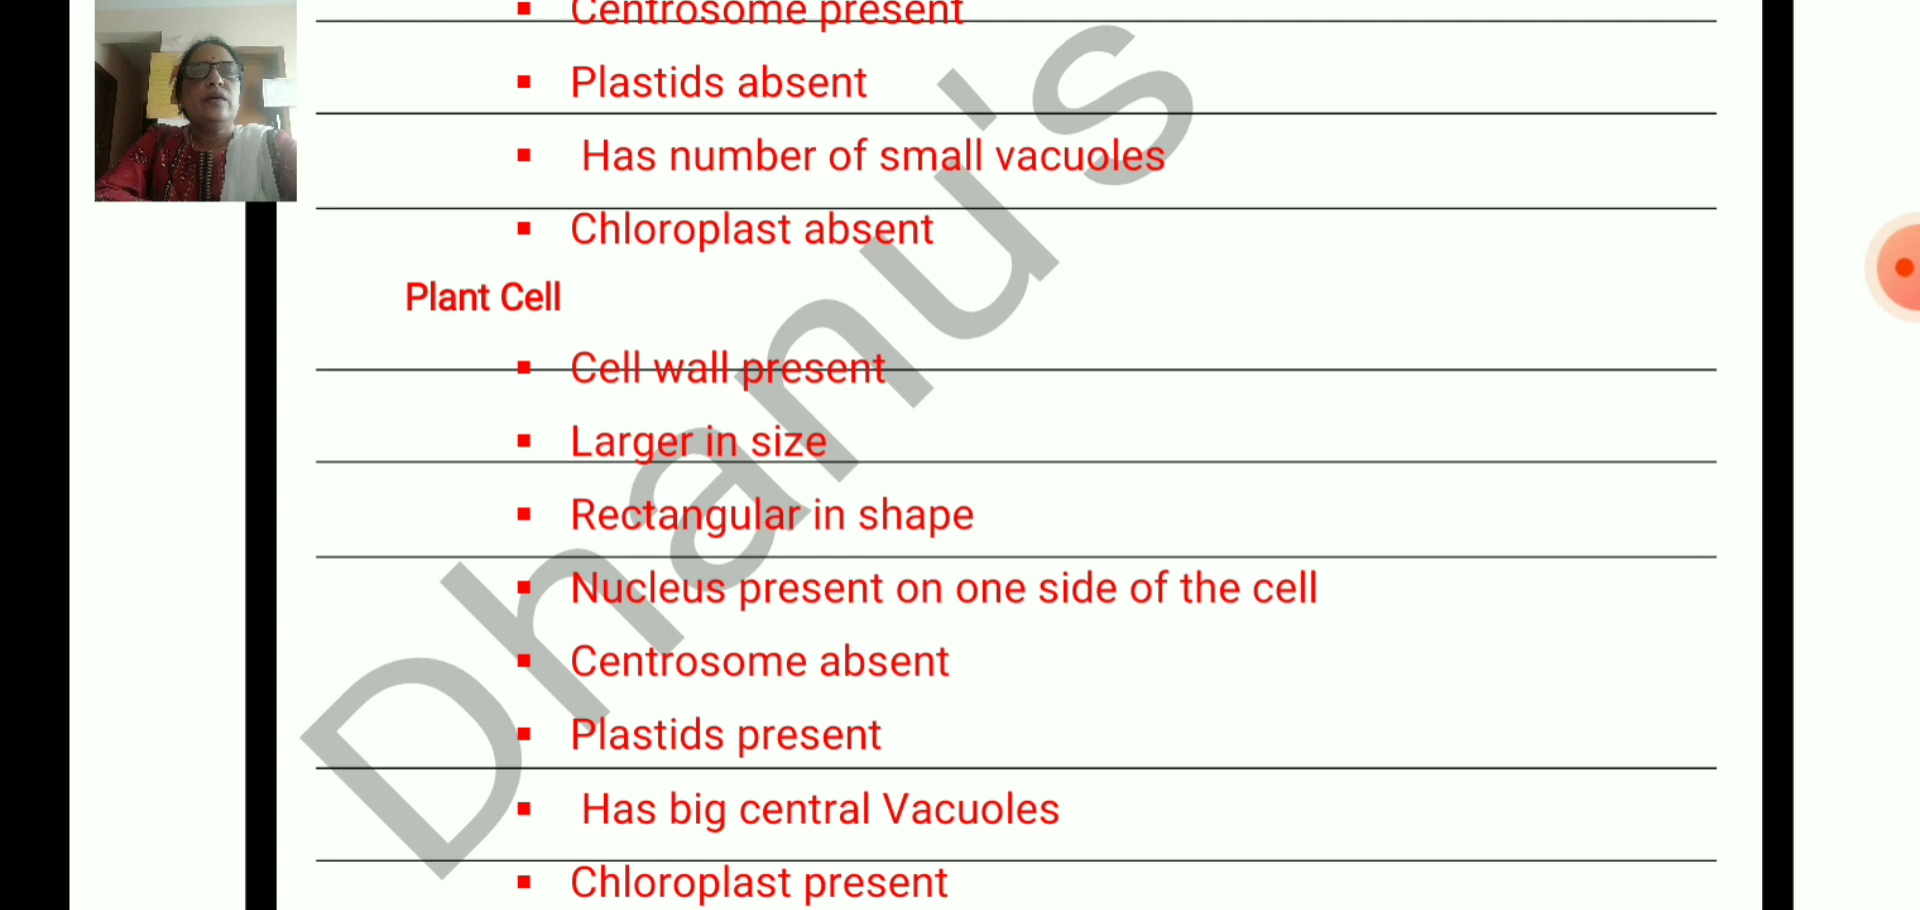 Centrosome present
Plastids absent
Has number of small vacuoles
Chloroplast absent
Plant Cell
Cell wall present
Larger in size
Rectangular in shape
Nucleus present on one side of the cell
Centrosome absent
Plastids present
Has big central Vacuoles
Chloroplast present
Dhanu's